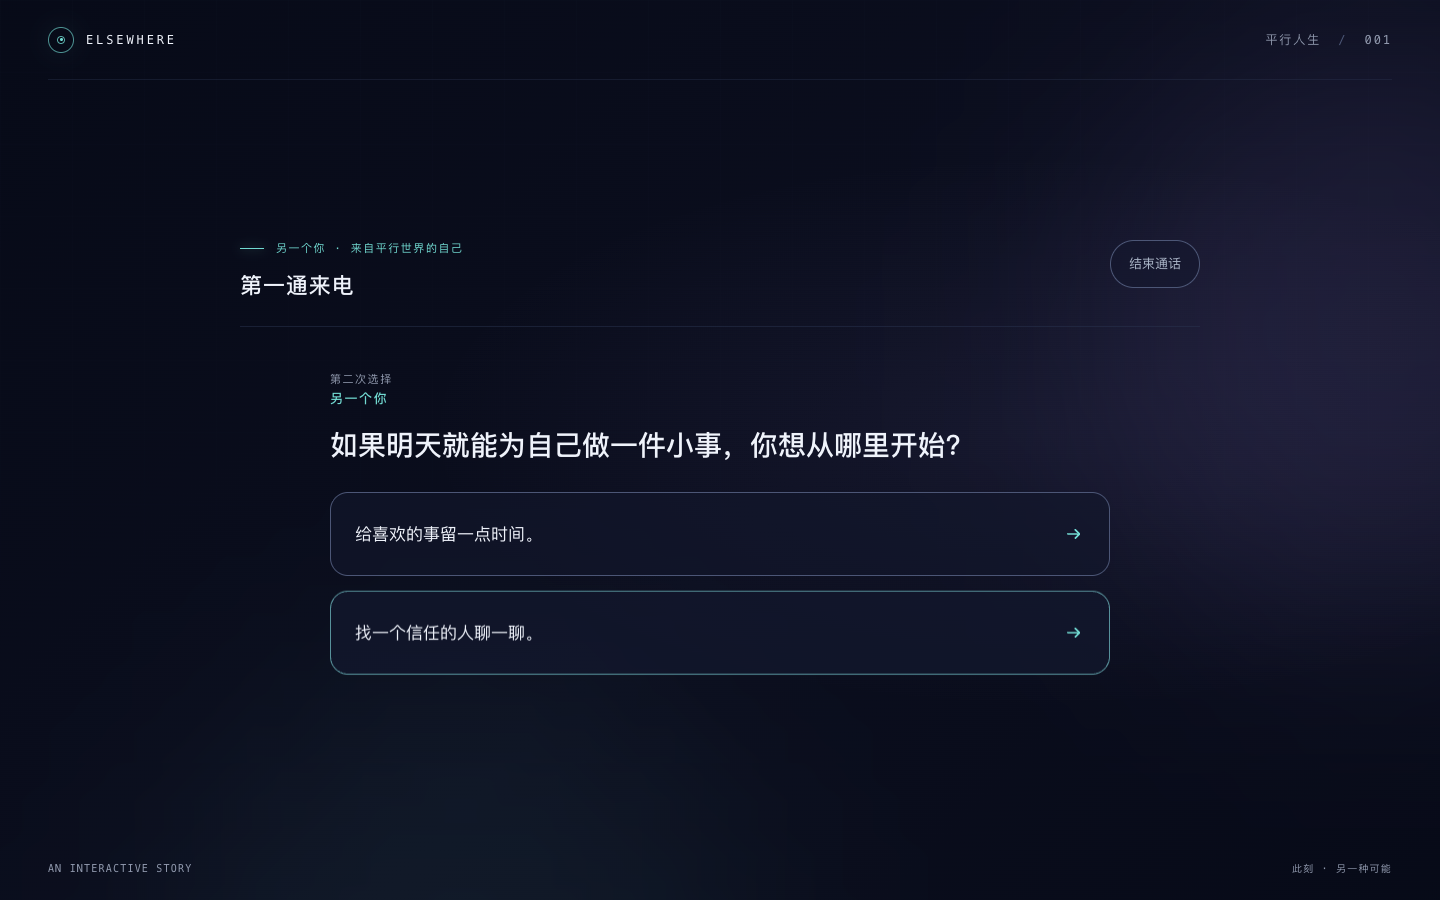 ELSEWHERE
平行人生 / 001
另一个你 · 来自平行世界的自己
第一通来电
结束通话
第二次选择
另一个你
如果明天就能为自己做一件小事，你想从哪里开始？
给喜欢的事留一点时间。
找一个信任的人聊一聊。
AN INTERACTIVE STORY
此刻 · 另一种可能